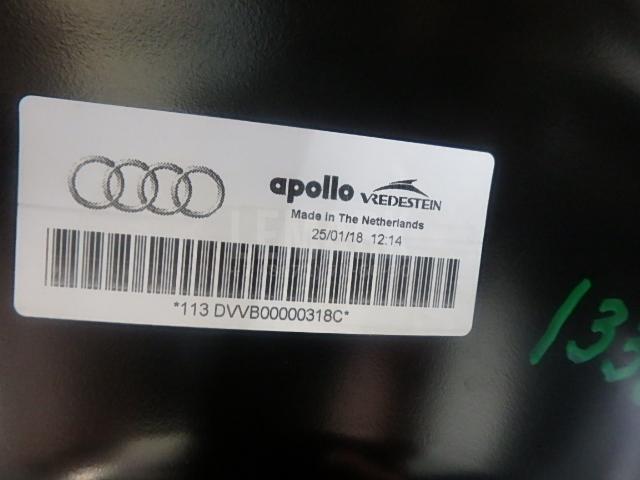 apollo VREDESTEIN
Made in The Netherlands
25/01/18 12:14
*113 DVVB00000318C*